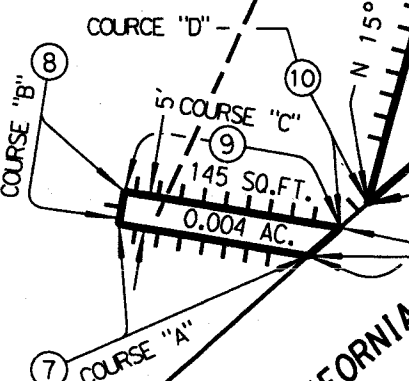 COURCE "D"
8
10
N 15°
COURSE "B"
5'
COURSE "C"
9
145 SQ.FT.
0.004 AC.
COURSE "A"
7
FORNIA